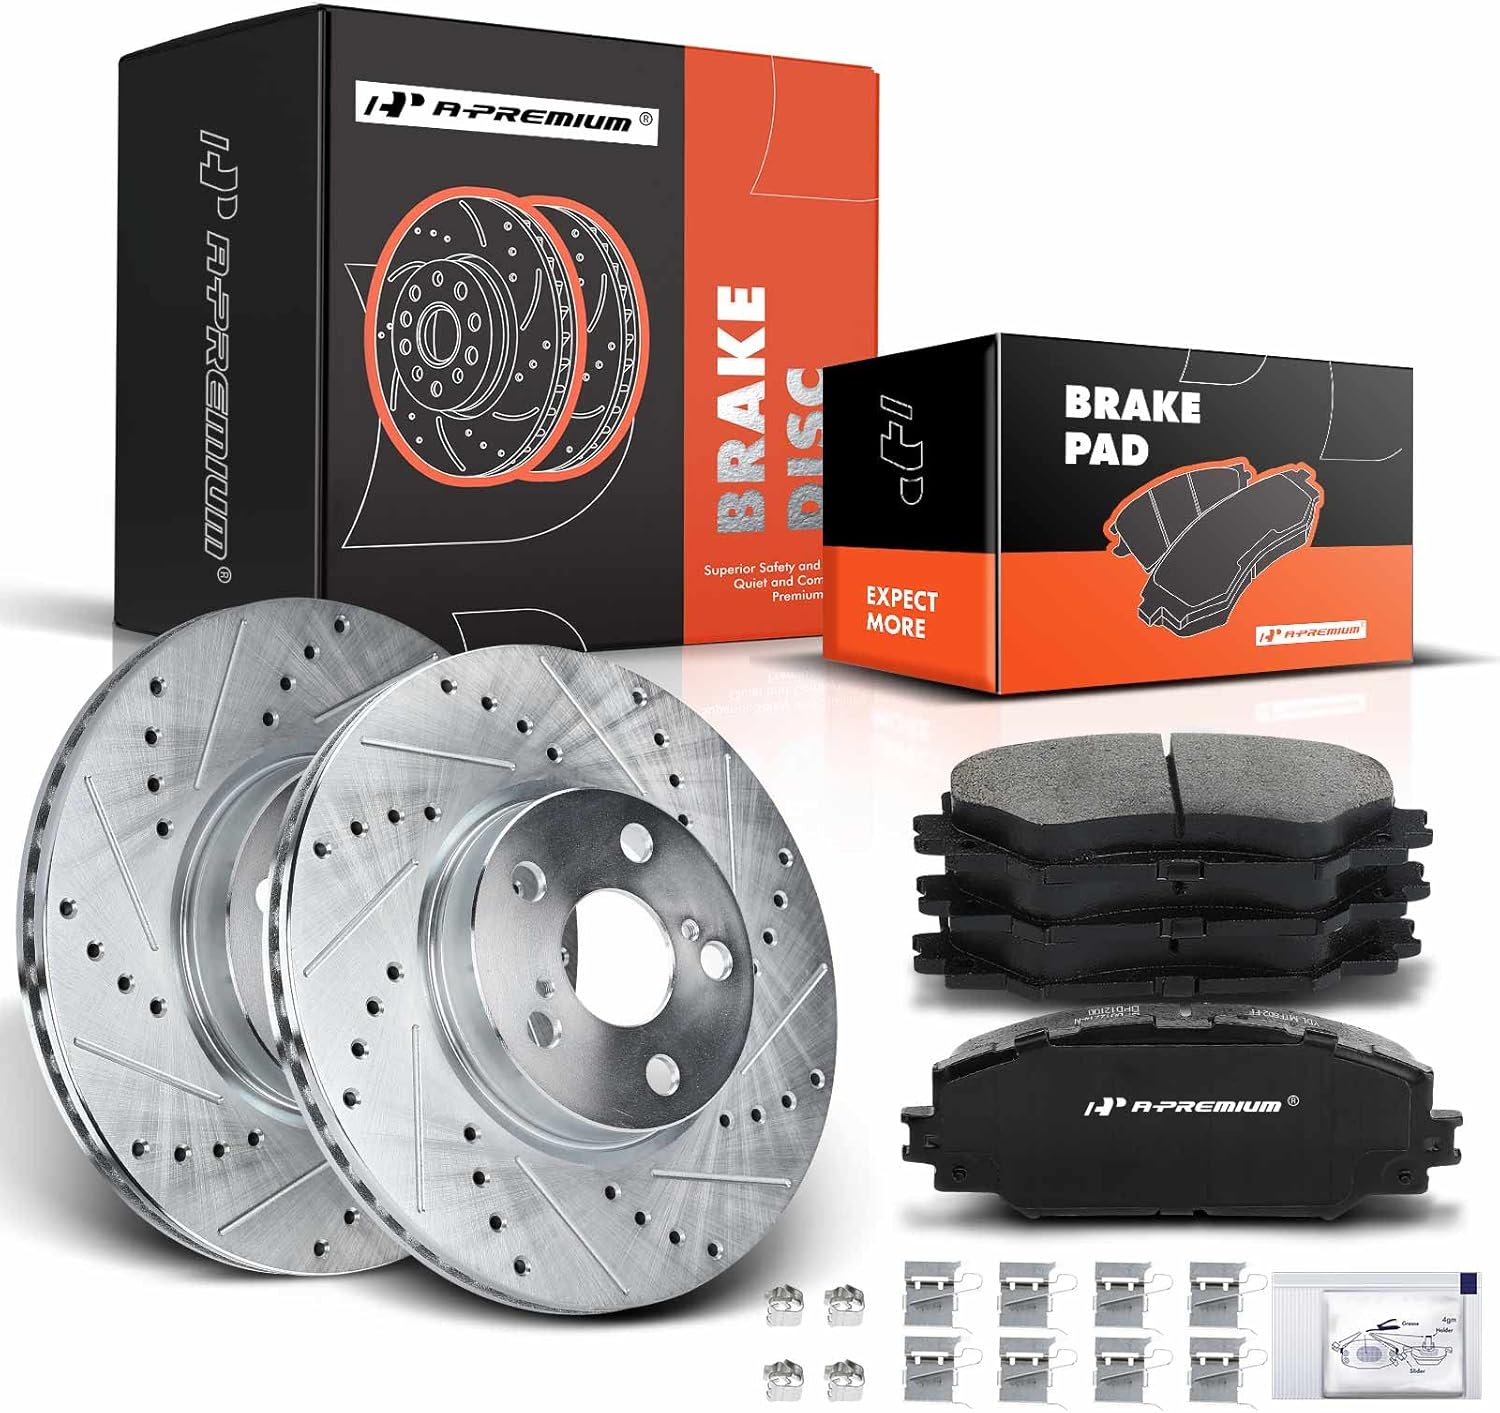 A-PREMIUM®
A-PREMIUM®
BRAKE
DISC
Superior Safety and
Quiet and Com
Premium
BRAKE
PAD
EXPECT
MORE
A-PREMIUM®
DPD12100
A-PREMIUM®
Grease
4gm
Holder
Slider